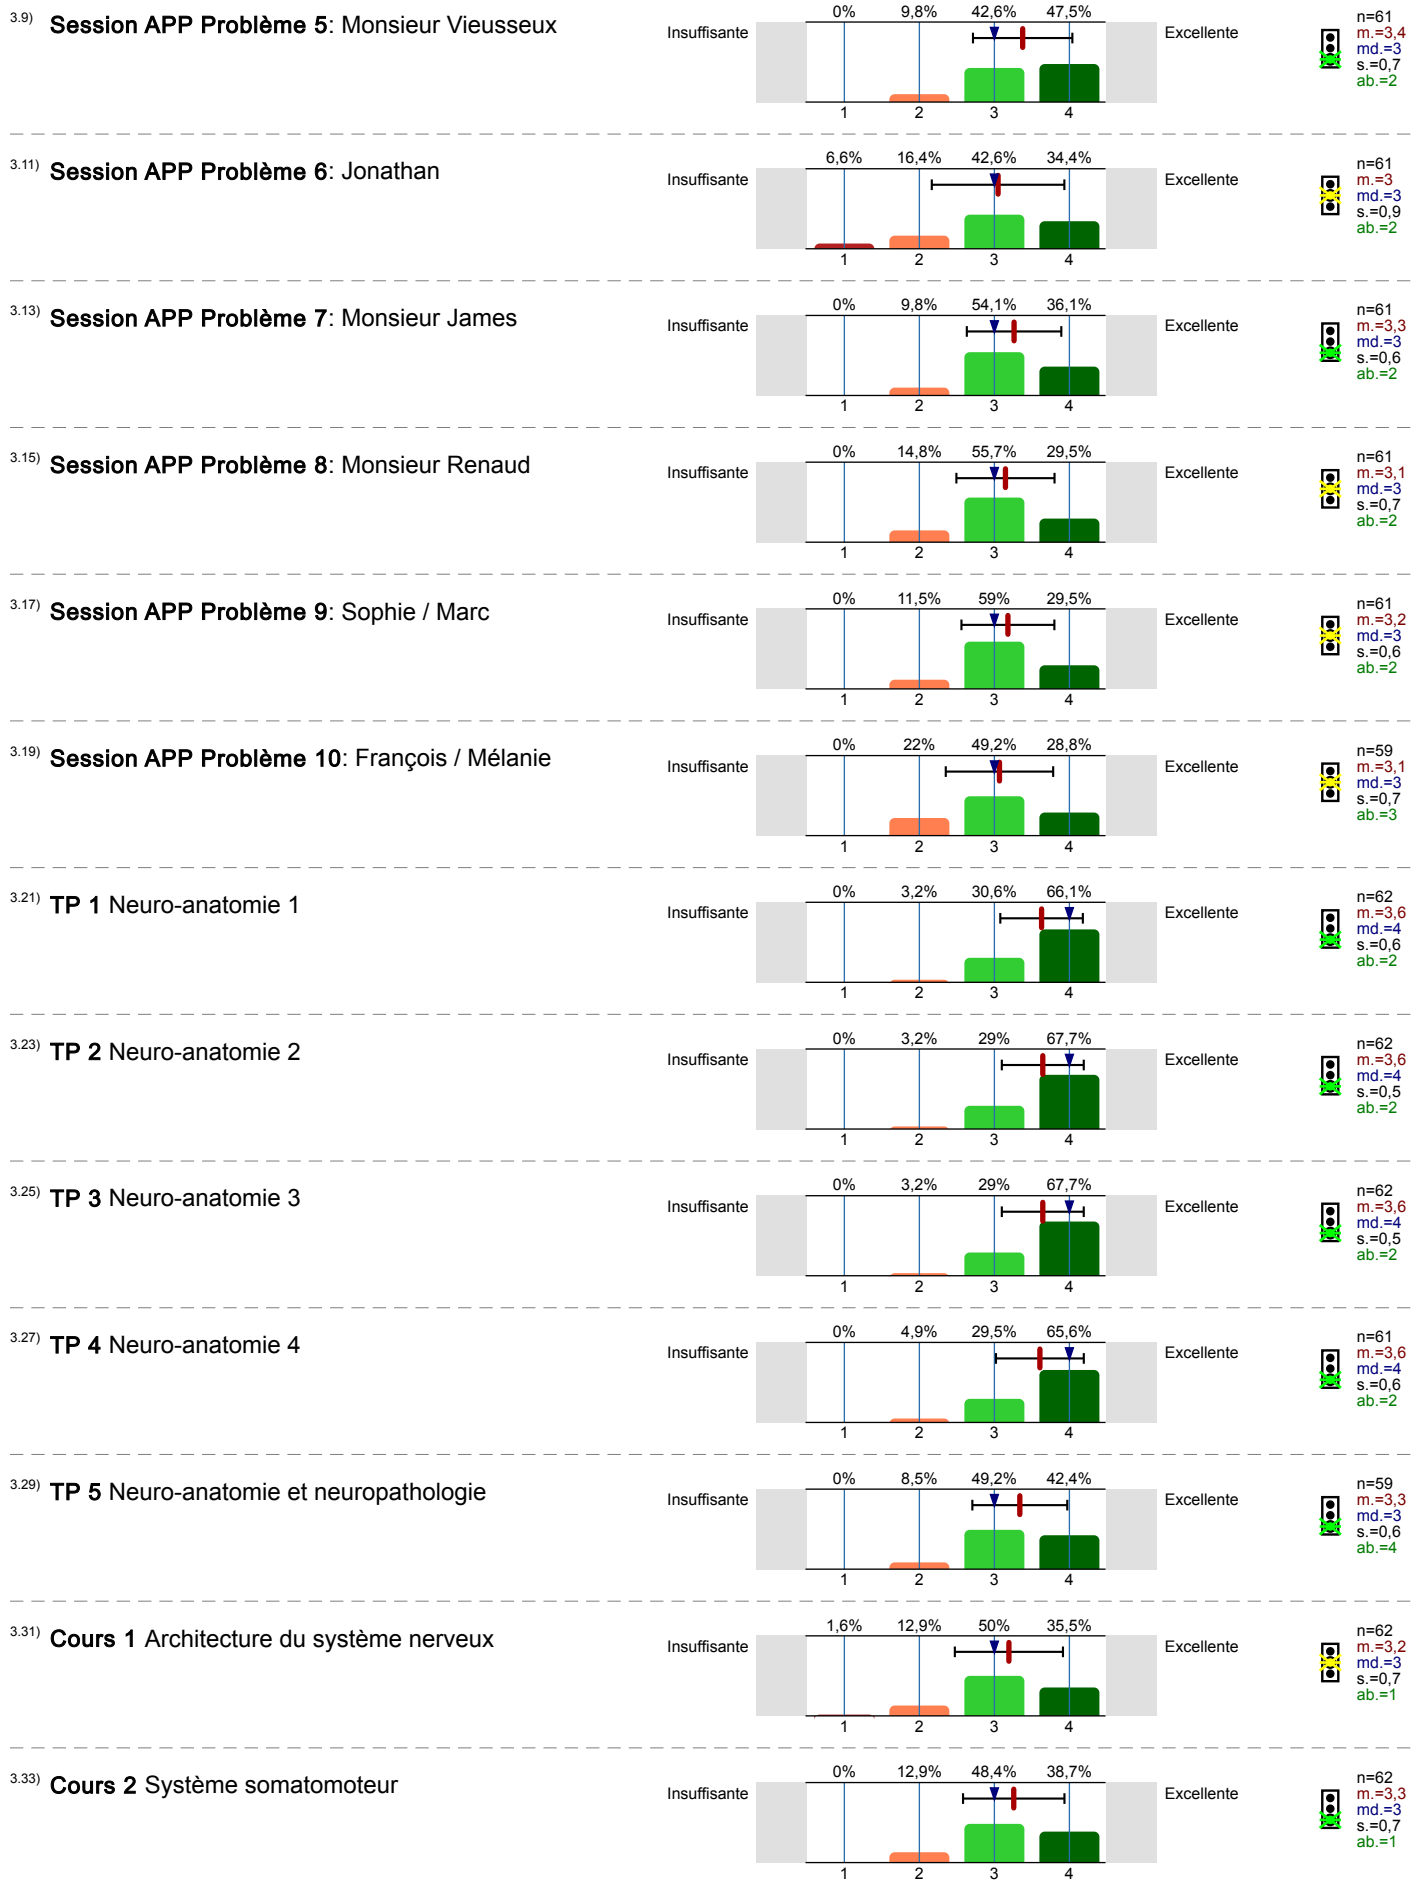 3.9) Session APP Problème 5: Monsieur Vieusseux
Insuffisante
0% 9,8% 42,6% 47,5%
1 2 3 4
Excellente
n=61
m.=3,4
md.=3
s.=0,7
ab.=2
3.11) Session APP Problème 6: Jonathan
Insuffisante
6,6% 16,4% 42,6% 34,4%
1 2 3 4
Excellente
n=61
m.=3
md.=3
s.=0,9
ab.=2
3.13) Session APP Problème 7: Monsieur James
Insuffisante
0% 9,8% 54,1% 36,1%
1 2 3 4
Excellente
n=61
m.=3,3
md.=3
s.=0,6
ab.=2
3.15) Session APP Problème 8: Monsieur Renaud
Insuffisante
0% 14,8% 55,7% 29,5%
1 2 3 4
Excellente
n=61
m.=3,1
md.=3
s.=0,7
ab.=2
3.17) Session APP Problème 9: Sophie / Marc
Insuffisante
0% 11,5% 59% 29,5%
1 2 3 4
Excellente
n=61
m.=3,2
md.=3
s.=0,6
ab.=2
3.19) Session APP Problème 10: François / Mélanie
Insuffisante
0% 22% 49,2% 28,8%
1 2 3 4
Excellente
n=59
m.=3,1
md.=3
s.=0,7
ab.=3
3.21) TP 1 Neuro-anatomie 1
Insuffisante
0% 3,2% 30,6% 66,1%
1 2 3 4
Excellente
n=62
m.=3,6
md.=4
s.=0,6
ab.=2
3.23) TP 2 Neuro-anatomie 2
Insuffisante
0% 3,2% 29% 67,7%
1 2 3 4
Excellente
n=62
m.=3,6
md.=4
s.=0,5
ab.=2
3.25) TP 3 Neuro-anatomie 3
Insuffisante
0% 3,2% 29% 67,7%
1 2 3 4
Excellente
n=62
m.=3,6
md.=4
s.=0,5
ab.=2
3.27) TP 4 Neuro-anatomie 4
Insuffisante
0% 4,9% 29,5% 65,6%
1 2 3 4
Excellente
n=61
m.=3,6
md.=4
s.=0,6
ab.=2
3.29) TP 5 Neuro-anatomie et neuropathologie
Insuffisante
0% 8,5% 49,2% 42,4%
1 2 3 4
Excellente
n=59
m.=3,3
md.=3
s.=0,6
ab.=4
3.31) Cours 1 Architecture du système nerveux
Insuffisante
1,6% 12,9% 50% 35,5%
1 2 3 4
Excellente
n=62
m.=3,2
md.=3
s.=0,7
ab.=1
3.33) Cours 2 Système somatomoteur
Insuffisante
0% 12,9% 48,4% 38,7%
1 2 3 4
Excellente
n=62
m.=3,3
md.=3
s.=0,7
ab.=1